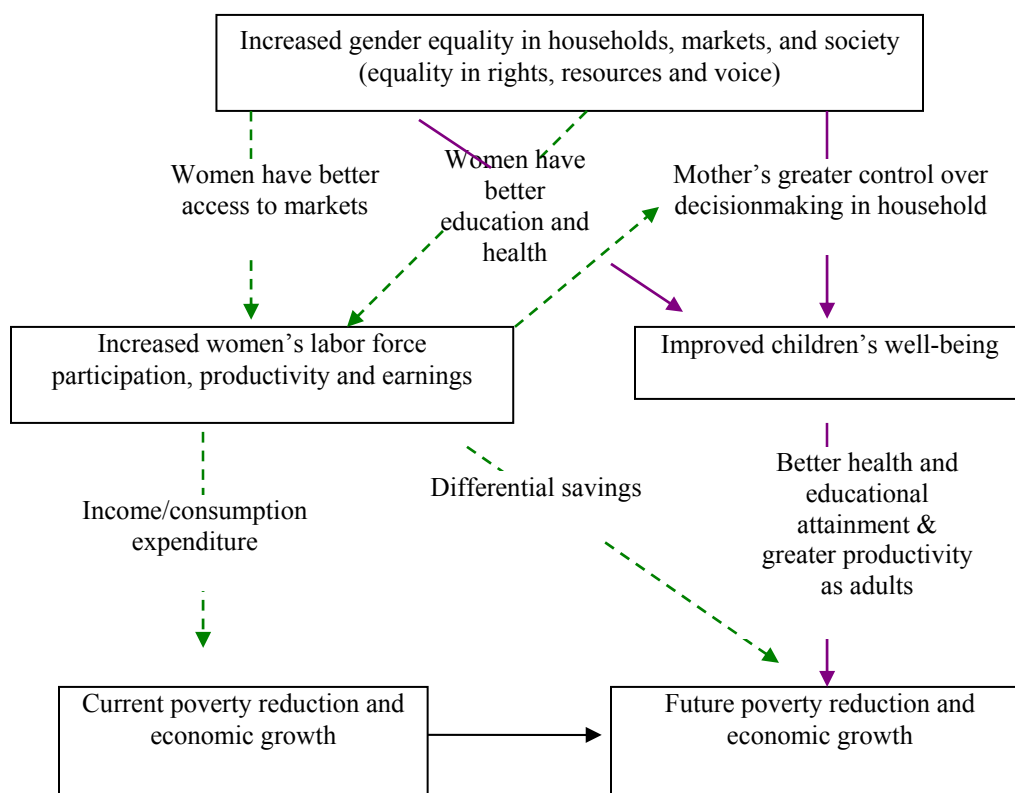 Increased gender equality in households, markets, and society
(equality in rights, resources and voice)
Women have better
access to markets
Women have
better
education and
health
Mother’s greater control over
decisionmaking in household
Increased women’s labor force
participation, productivity and earnings
Improved children’s well-being
Income/consumption
expenditure
Differential savings
Better health and
educational
attainment &
greater productivity
as adults
Current poverty reduction and
economic growth
Future poverty reduction and
economic growth